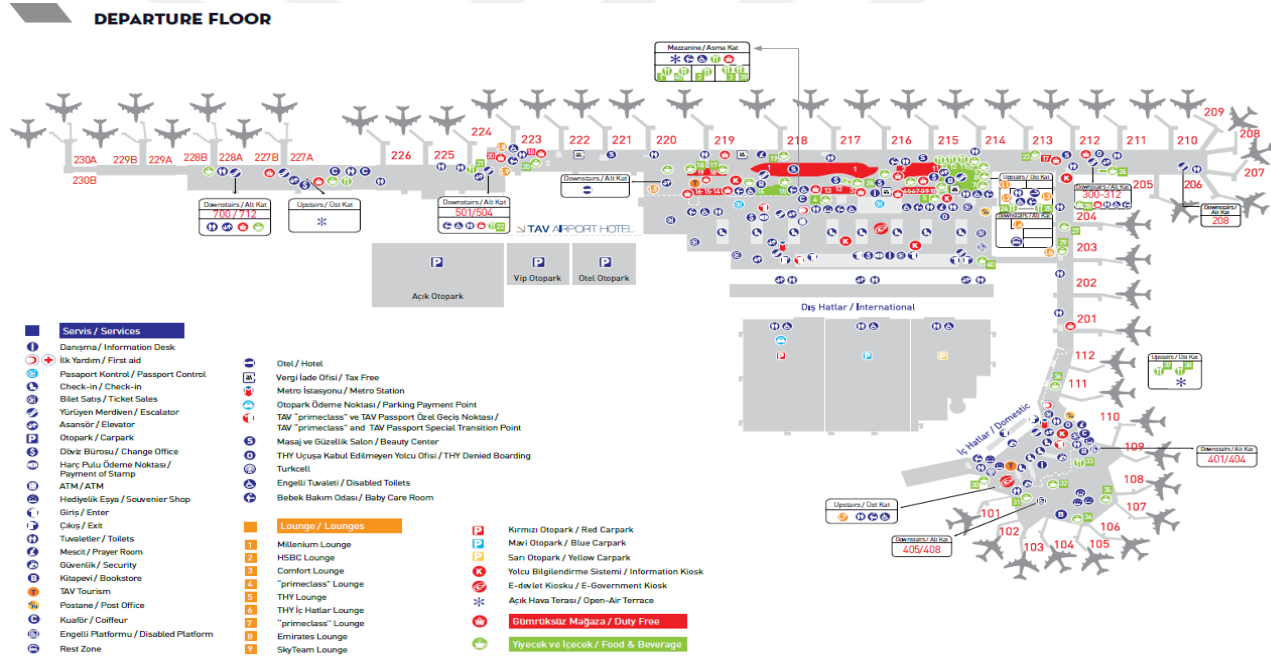 DEPARTURE FLOOR
Mezzanine / Asma Kat
209
208
207
210
211
212
213
214
215
216
217
218
219
220
221
222
223
224
225
226
227A
227B
228A
228B
229A
229B
230A
230B
206
205
204
203
202
201
Downstairs / Alt Kat
700 / 712
Upstairs / Üst Kat
Downstairs / Alt Kat
501/504
Downstairs / Alt Kat
Upstairs / Üst Kat
Downstairs / Alt Kat
Downstairs / Alt Kat
300-312
Downstairs / Alt Kat
208
TAV AIRPORT HOTEL
P
Açık Otopark
P
Vip Otopark
P
Otel Otopark
Dış Hatlar / International
P
P
P
112
111
110
109
108
107
106
105
104
103
102
101
Upstairs / Üst Kat
İç Hatlar / Domestic
Downstairs / Alt Kat
401/404
Upstairs / Üst Kat
Downstairs / Alt Kat
405/408
Servis / Services
Danışma / Information Desk
İlk Yardım / First aid
Pasaport Kontrol / Passport Control
Check-in / Check-in
Bilet Satış / Ticket Sales
Yürüyen Merdiven / Escalator
Asansör / Elevator
Otopark / Carpark
Döviz Bürosu / Change Office
Harç Pulu Ödeme Noktası /
Payment of Stamp
ATM / ATM
Hediyelik Eşya / Souvenier Shop
Giriş / Enter
Çıkış / Exit
Tuvaletler / Toilets
Mescit / Prayer Room
Güvenlik / Security
Kitapevi / Bookstore
TAV Tourism
Postane / Post Office
Kuaför / Coiffeur
Engelli Platformu / Disabled Platform
Rest Zone
Otel / Hotel
Vergi İade Ofisi / Tax Free
Metro İstasyonu / Metro Station
Otopark Ödeme Noktası / Parking Payment Point
TAV "primeclass" ve TAV Passport Özel Geçiş Noktası /
TAV "primeclass" and TAV Passport Special Transition Point
Masaj ve Güzellik Salon / Beauty Center
THY Uçuşa Kabul Edilmeyen Yolcu Ofisi / THY Denied Boarding
Turkcell
Engelli Tuvaleti / Disabled Toilets
Bebek Bakım Odası / Baby Care Room
Lounge / Lounges
1 Millenium Lounge
2 HSBC Lounge
3 Comfort Lounge
4 "primeclass" Lounge
5 THY Lounge
6 THY İç Hatlar Lounge
7 "primeclass" Lounge
8 Emirates Lounge
9 SkyTeam Lounge
P Kırmızı Otopark / Red Carpark
P Mavi Otopark / Blue Carpark
P Sarı Otopark / Yellow Carpark
K Yolcu Bilgilendirme Sistemi / Information Kiosk
E-devlet Kiosku / E-Government Kiosk
Açık Hava Terası / Open-Air Terrace
Gümrüksüz Mağaza / Duty Free
Yiyecek ve İçecek / Food & Beverage